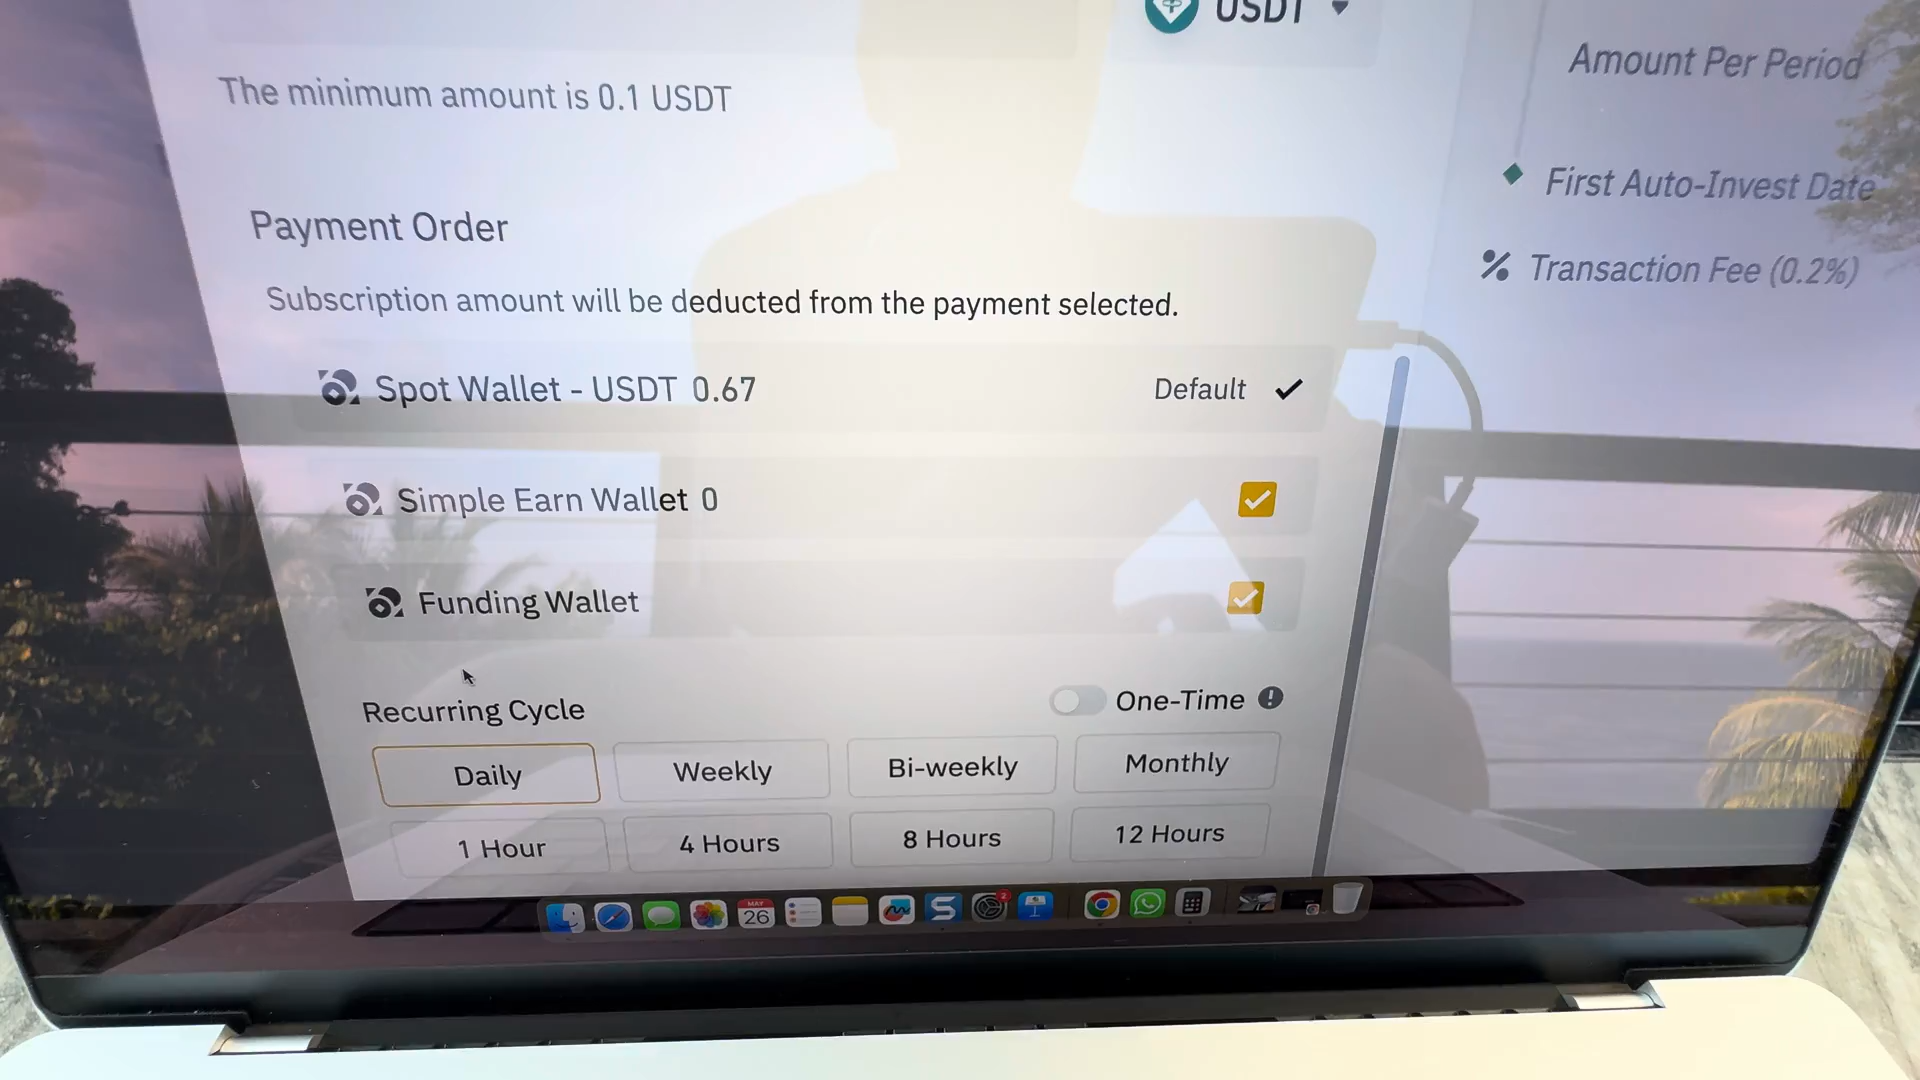 USDT
The minimum amount is 0.1 USDT
Amount Per Period
First Auto-Invest Date
Transaction Fee (0.2%)
Payment Order
Subscription amount will be deducted from the payment selected.
Spot Wallet - USDT 0.67
Default
Simple Earn Wallet 0
Funding Wallet
Recurring Cycle
One-Time
Daily
Weekly
Bi-weekly
Monthly
1 Hour
4 Hours
8 Hours
12 Hours
MAY
26
2